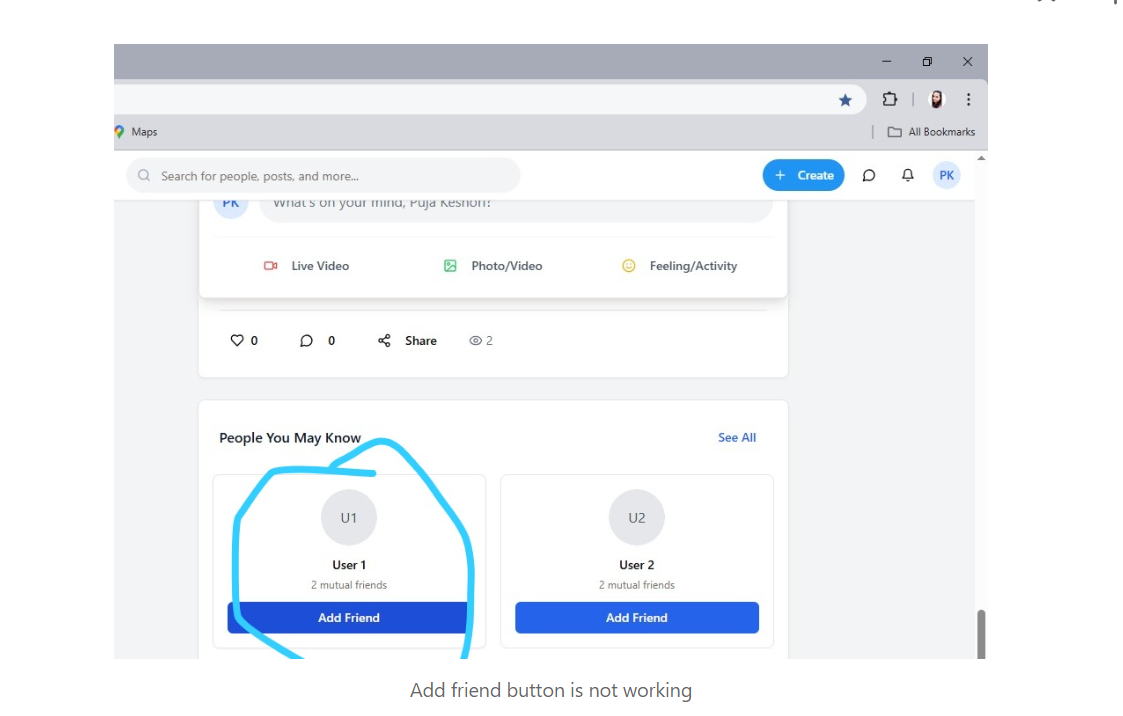 Maps
All Bookmarks
Search for people, posts, and more...
+ Create
PK
PK
What's on your mind, Puja Keshori?
Live Video
Photo/Video
Feeling/Activity
0
0
Share
2
People You May Know
See All
U1
U2
User 1
User 2
2 mutual friends
2 mutual friends
Add Friend
Add Friend
Add friend button is not working